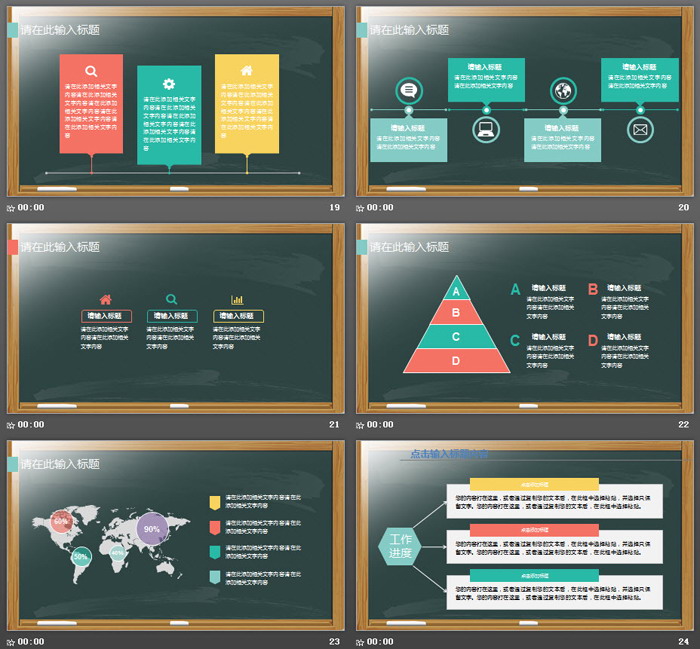 请在此输入标题
请在此添加相关文字
内容请在此添加相关
文字内容请在此添加
相关文字内容请在此
添加相关文字内容请
在此添加相关文字内
容
请在此添加相关文字
内容请在此添加相关
文字内容请在此添加
相关文字内容请在此
添加相关文字内容请
在此添加相关文字内
容
请在此添加相关文字
内容请在此添加相关
文字内容请在此添加
相关文字内容请在此
添加相关文字内容请
在此添加相关文字内
容
00:00 19
请在此输入标题
请输入标题
请在此添加相关文字内容
请在此添加相关文字内容
请输入标题
请在此添加相关文字内容
请在此添加相关文字内容
请输入标题
请在此添加相关文字内容
请在此添加相关文字内容
请输入标题
请在此添加相关文字内容
请在此添加相关文字内容
00:00 20
请在此输入标题
请输入标题
请在此添加相关文字
内容请在此添加相关
文字内容
请输入标题
请在此添加相关文字
内容请在此添加相关
文字内容
请输入标题
请在此添加相关文字
内容请在此添加相关
文字内容
00:00 21
请在此输入标题
A
B
C
D
A 请输入标题
请在此添加相关文字
内容请在此添加相关
文字内容
B 请输入标题
请在此添加相关文字
内容请在此添加相关
文字内容
C 请输入标题
请在此添加相关文字
内容请在此添加相关
文字内容
D 请输入标题
请在此添加相关文字
内容请在此添加相关
文字内容
00:00 22
请在此输入标题
60%
90%
50%
40%
请在此添加相关文字内容请在此
添加相关文字内容
请在此添加相关文字内容请在此
添加相关文字内容
请在此添加相关文字内容请在此
添加相关文字内容
请在此添加相关文字内容请在此
添加相关文字内容
00:00 23
点击输入标题
工作
进度
点击添加标题
您的内容打在这里，或者通过复制您的文本后，在此框中选择粘贴，并选择只保
留文字。您的内容打在这里，或者通过复制您的文本后，在此框中选择粘贴。
点击添加标题
您的内容打在这里，或者通过复制您的文本后，在此框中选择粘贴，并选择只保
留文字。您的内容打在这里，或者通过复制您的文本后，在此框中选择粘贴。
点击添加标题
您的内容打在这里，或者通过复制您的文本后，在此框中选择粘贴，并选择只保
留文字。您的内容打在这里，或者通过复制您的文本后，在此框中选择粘贴。
00:00 24